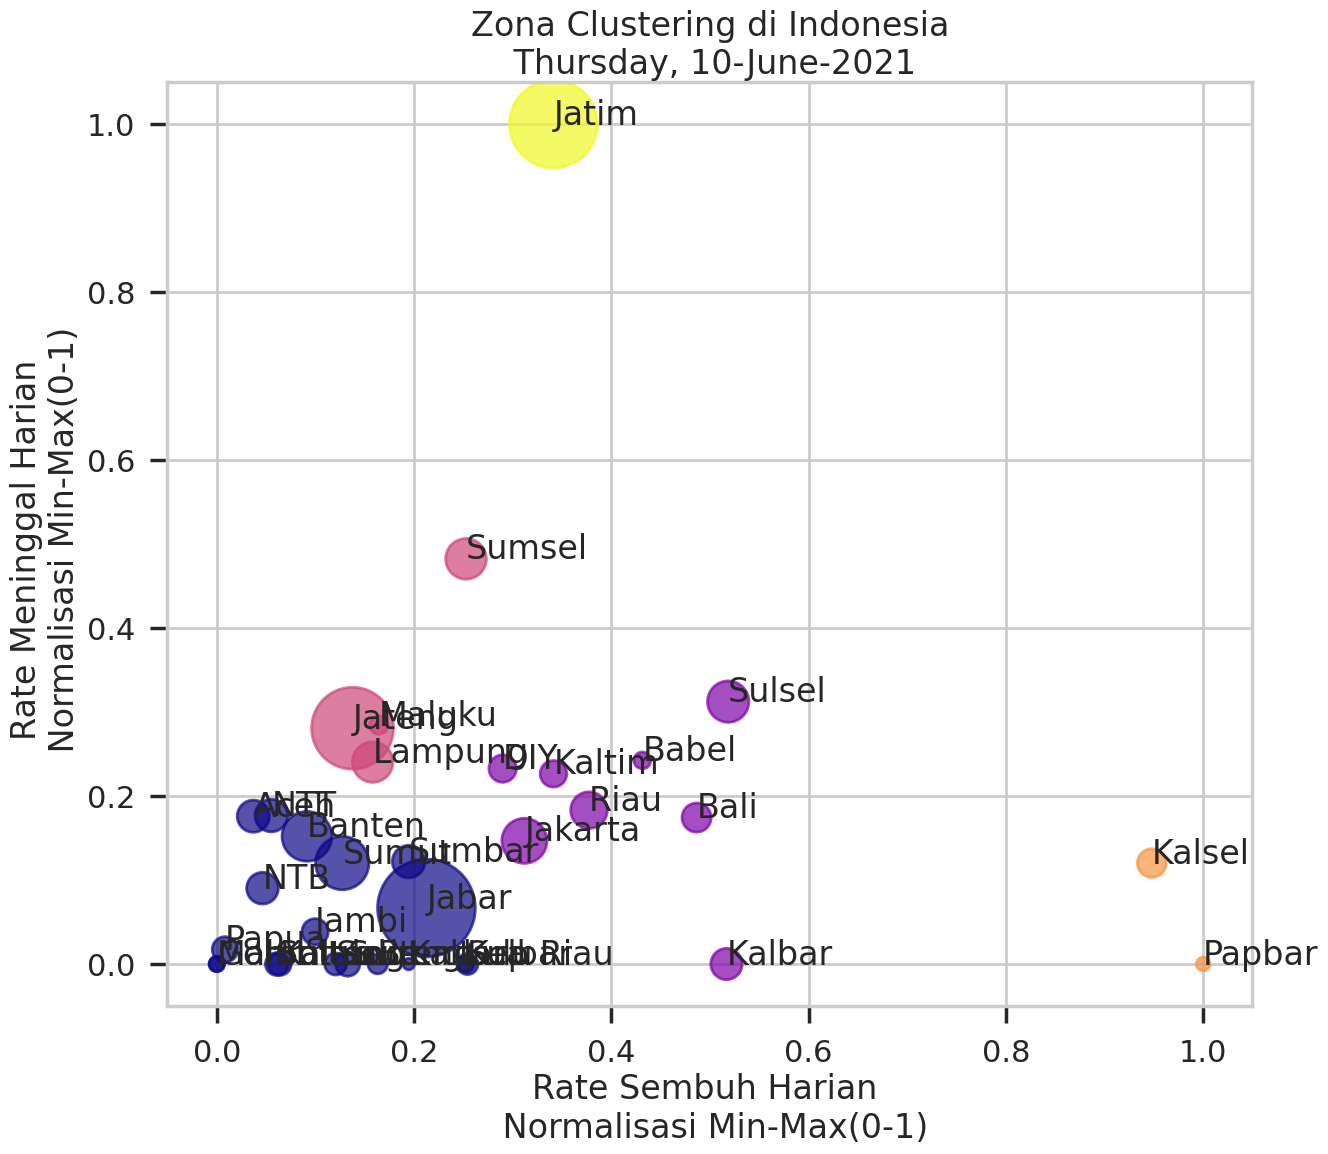 Zona Clustering di Indonesia
Thursday, 10-June-2021
Rate Meninggal Harian
Normalisasi Min-Max(0-1)
1.0
0.8
0.6
0.4
0.2
0.0
Jatim
Sumsel
Sulsel
Maluku
Jateng
Lampung
DIY
Kaltim
Babel
Riau
Bali
Jakarta
Aceh
NTT
Banten
Sumut
Sumbar
NTB
Jabar
Jambi
Papua
Kalsel
Kalbar
Papbar
Riau
0.0
0.2
0.4
0.6
0.8
1.0
Rate Sembuh Harian
Normalisasi Min-Max(0-1)